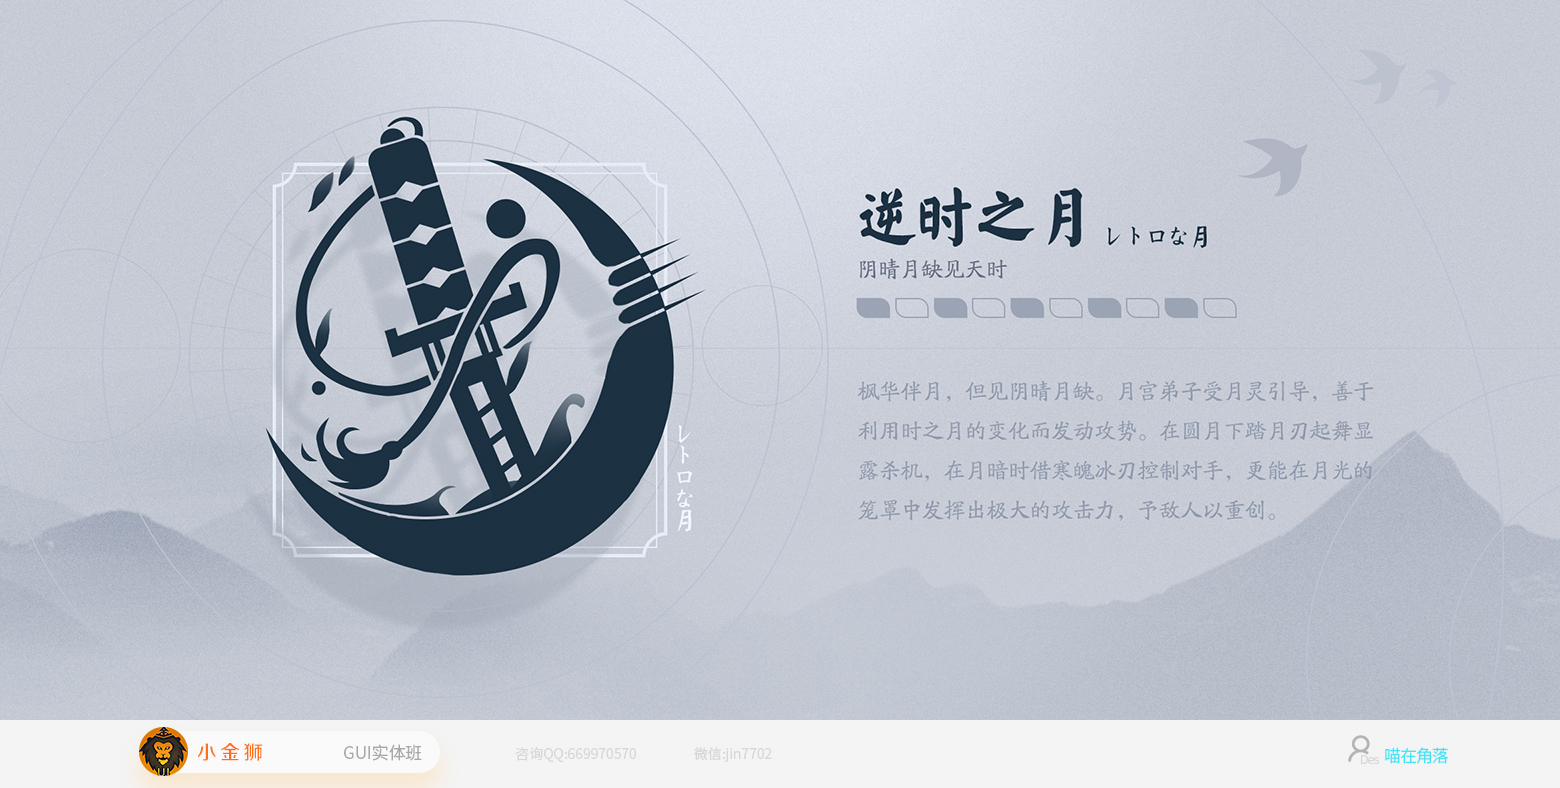 逆时之月 レトロな月
阴晴月缺见天时
枫华伴月，但见阴晴月缺。月宫弟子受月灵引导，善于
利用时之月的变化而发动攻势。在圆月下踏月刃起舞显
露杀机，在月暗时借寒魄冰刃控制对手，更能在月光的
笼罩中发挥出极大的攻击力，予敌人以重创。
レトロな月
小金狮 GUI实体班 咨询QQ:669970570 微信:jin7702 Des 喵在角落